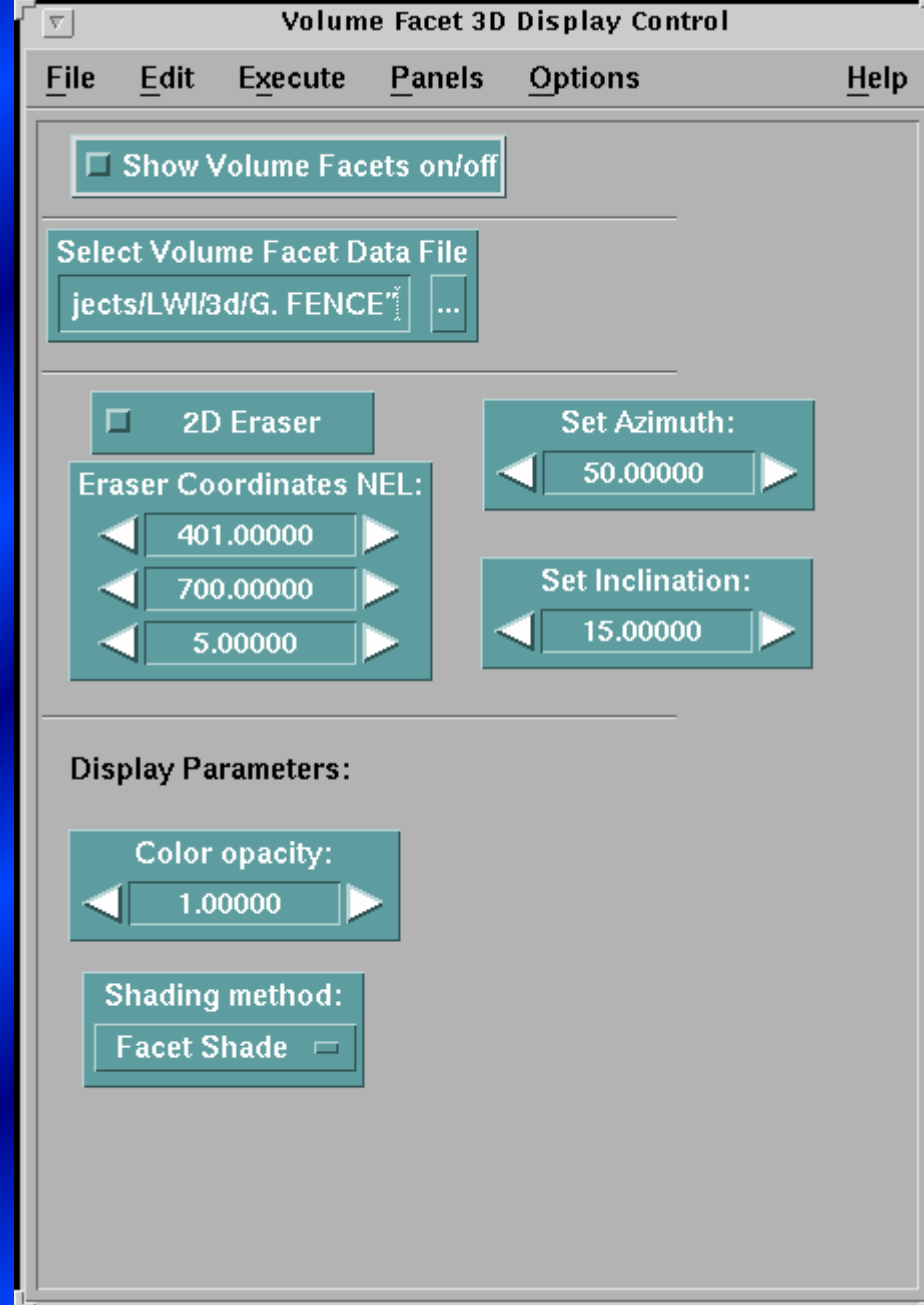 Volume Facet 3D Display Control
File Edit Execute Panels Options Help
Show Volume Facets on/off
Select Volume Facet Data File
jects/LWI/3d/G. FENCE"
...
2D Eraser
Eraser Coordinates NEL:
401.00000
700.00000
5.00000
Set Azimuth:
50.00000
Set Inclination:
15.00000
Display Parameters:
Color opacity:
1.00000
Shading method:
Facet Shade